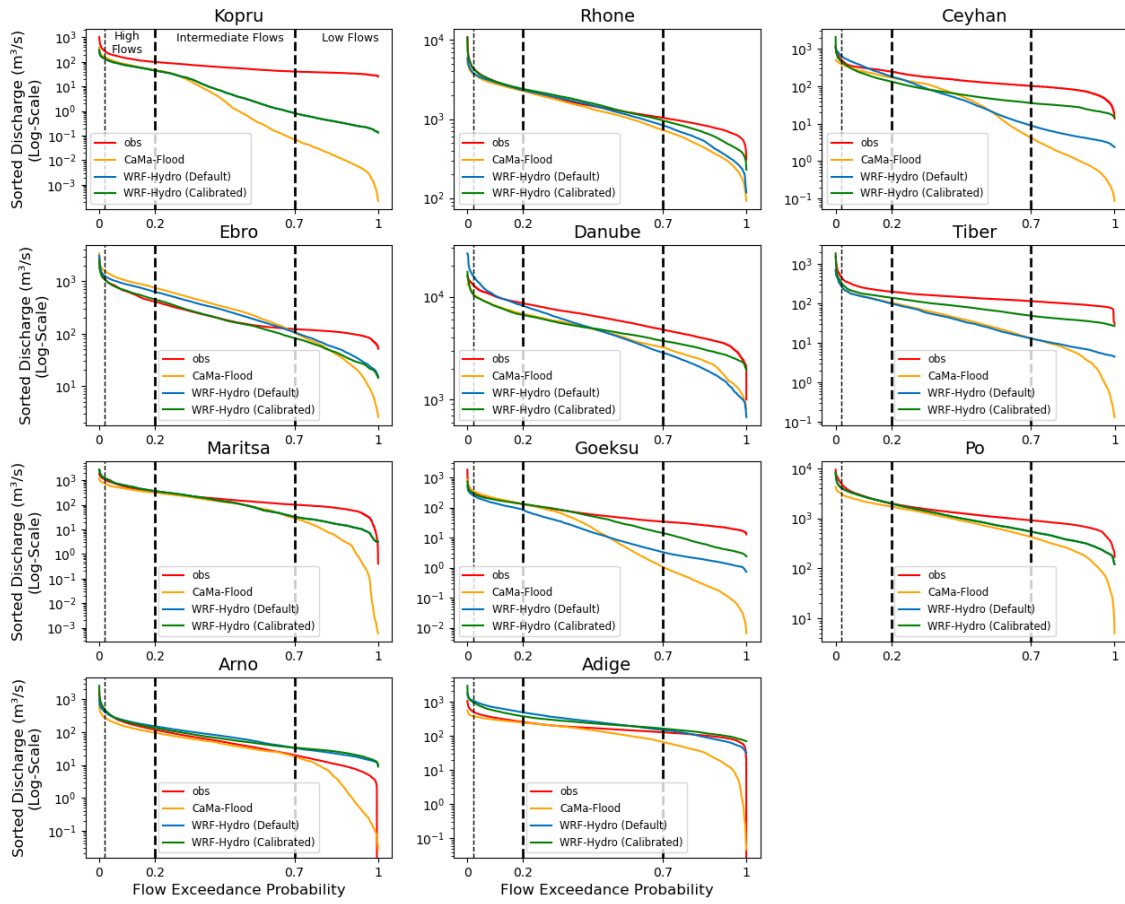 Kopru
Rhone
Ceyhan
High
Flows
Intermediate Flows
Low Flows
Sorted Discharge (m³/s)
(Log-Scale)
10³
10²
10¹
10⁰
10⁻¹
10⁻²
10⁻³
obs
CaMa-Flood
WRF-Hydro (Default)
WRF-Hydro (Calibrated)
0
0.2
0.7
1
10⁴
10³
10²
obs
CaMa-Flood
WRF-Hydro (Default)
WRF-Hydro (Calibrated)
0
0.2
0.7
1
10³
10²
10¹
10⁰
10⁻¹
obs
CaMa-Flood
WRF-Hydro (Default)
WRF-Hydro (Calibrated)
0
0.2
0.7
1
Ebro
Danube
Tiber
Sorted Discharge (m³/s)
(Log-Scale)
10³
10²
10¹
obs
CaMa-Flood
WRF-Hydro (Default)
WRF-Hydro (Calibrated)
0
0.2
0.7
1
10⁴
10³
obs
CaMa-Flood
WRF-Hydro (Default)
WRF-Hydro (Calibrated)
0
0.2
0.7
1
10³
10²
10¹
10⁰
10⁻¹
obs
CaMa-Flood
WRF-Hydro (Default)
WRF-Hydro (Calibrated)
0
0.2
0.7
1
Maritsa
Goeksu
Po
Sorted Discharge (m³/s)
(Log-Scale)
10³
10²
10¹
10⁰
10⁻¹
10⁻²
10⁻³
obs
CaMa-Flood
WRF-Hydro (Default)
WRF-Hydro (Calibrated)
0
0.2
0.7
1
10³
10²
10¹
10⁰
10⁻¹
10⁻²
obs
CaMa-Flood
WRF-Hydro (Default)
WRF-Hydro (Calibrated)
0
0.2
0.7
1
10⁴
10³
10²
10¹
obs
CaMa-Flood
WRF-Hydro (Default)
WRF-Hydro (Calibrated)
0
0.2
0.7
1
Arno
Adige
Sorted Discharge (m³/s)
(Log-Scale)
10³
10²
10¹
10⁰
10⁻¹
obs
CaMa-Flood
WRF-Hydro (Default)
WRF-Hydro (Calibrated)
0
0.2
0.7
1
Flow Exceedance Probability
10³
10²
10¹
10⁰
10⁻¹
obs
CaMa-Flood
WRF-Hydro (Default)
WRF-Hydro (Calibrated)
0
0.2
0.7
1
Flow Exceedance Probability